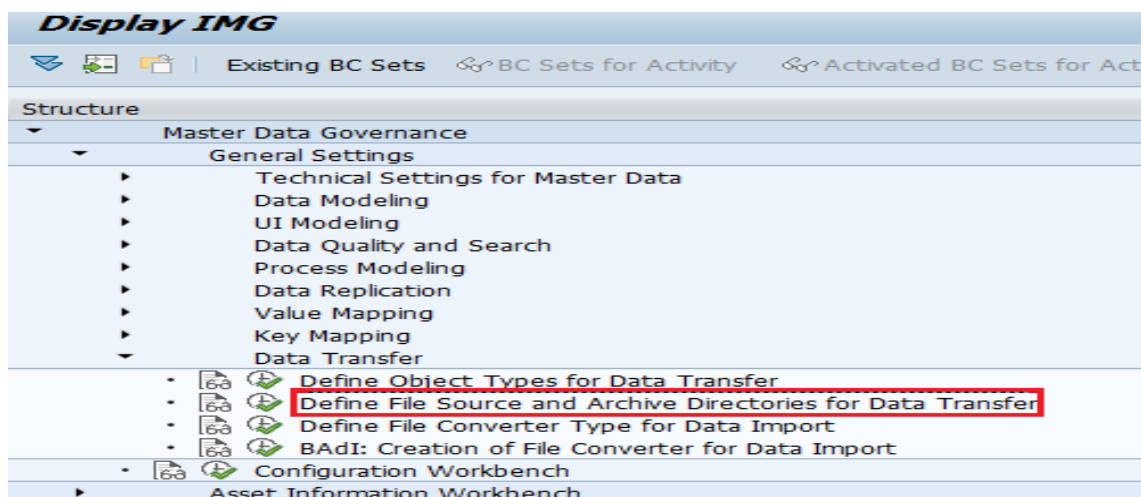 Display IMG
Existing BC Sets BC Sets for Activity Activated BC Sets for Act
Structure
Master Data Governance
General Settings
Technical Settings for Master Data
Data Modeling
UI Modeling
Data Quality and Search
Process Modeling
Data Replication
Value Mapping
Key Mapping
Data Transfer
Define Object Types for Data Transfer
Define File Source and Archive Directories for Data Transfer
Define File Converter Type for Data Import
BAdI: Creation of File Converter for Data Import
Configuration Workbench
Asset Information Workbench